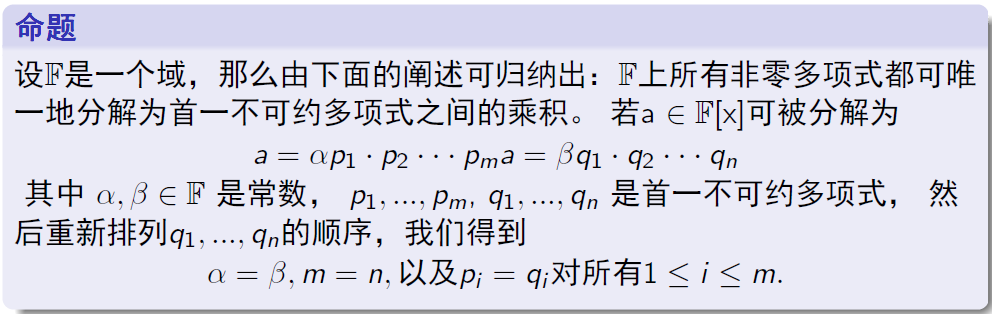 命题
设𝔽是一个域，那么由下面的阐述可归纳出：𝔽上所有非零多项式都可唯
一地分解为首一不可约多项式之间的乘积。 若a ∈ 𝔽[x]可被分解为
a = αp₁ · p₂ · · · pₘa = βq₁ · q₂ · · · qₙ
其中 α, β ∈ 𝔽 是常数， p₁, ..., pₘ, q₁, ..., qₙ 是首一不可约多项式， 然
后重新排列q₁, ..., qₙ的顺序，我们得到
α = β, m = n, 以及pᵢ = qᵢ对所有1 ≤ i ≤ m.